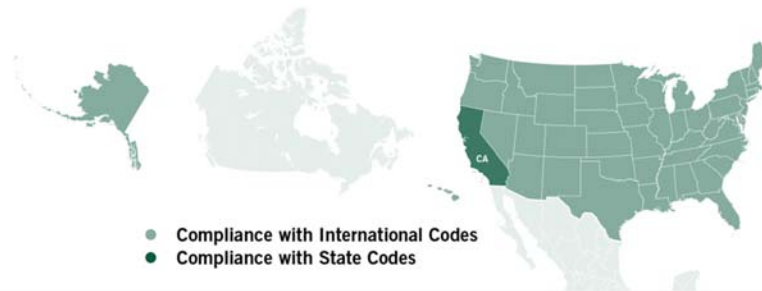 CA
Compliance with International Codes
Compliance with State Codes